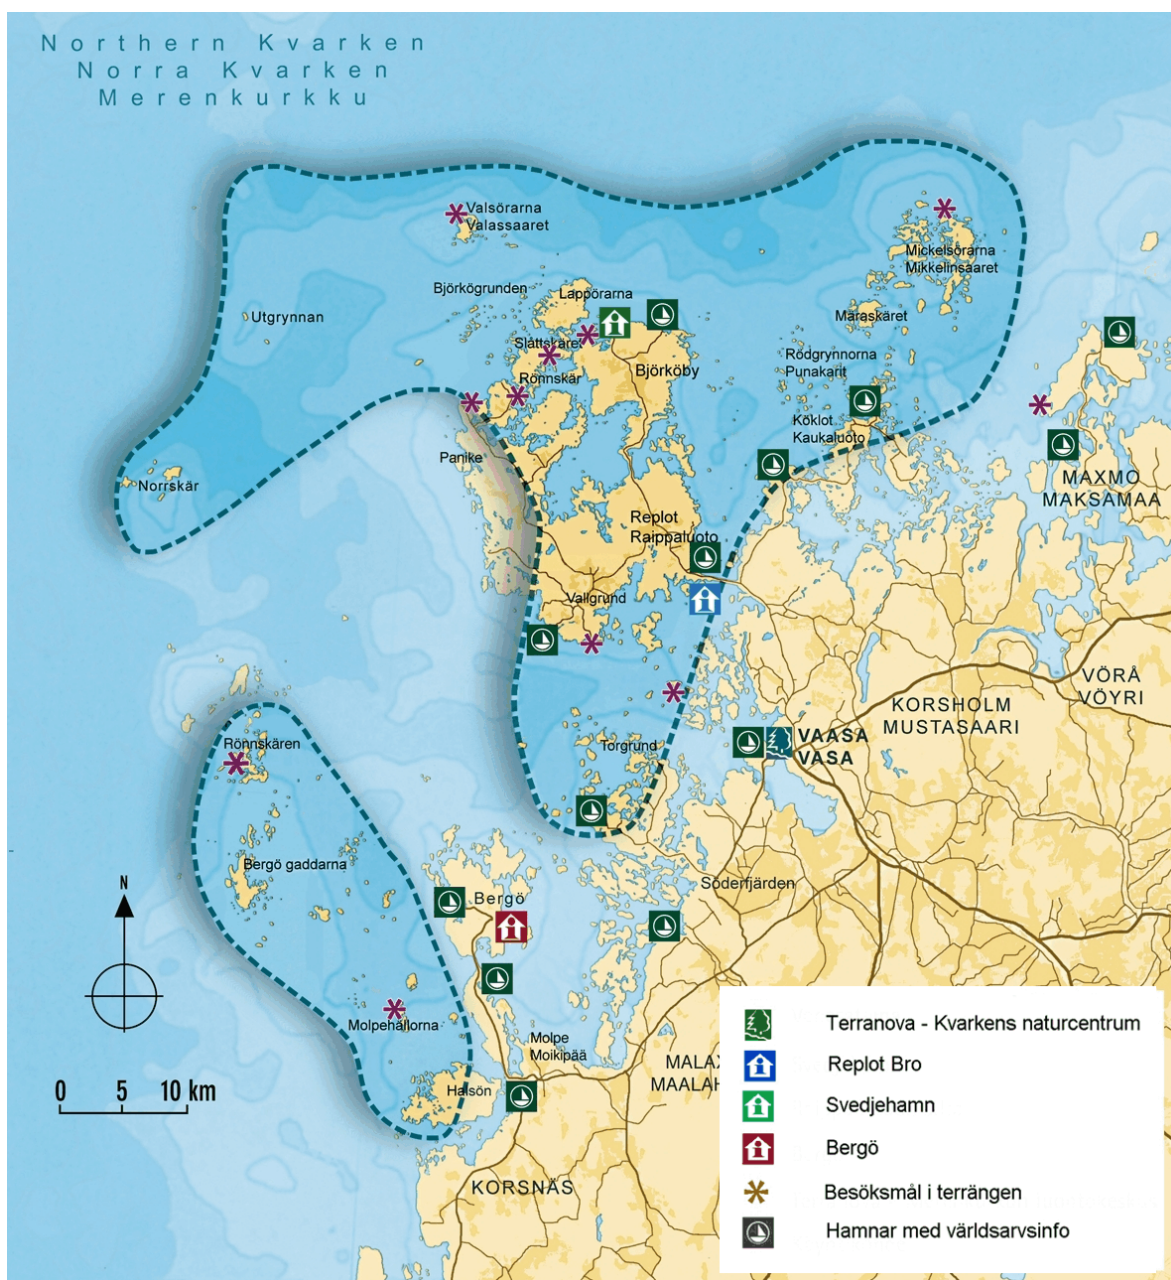 Northern Kvarken
Norra Kvarken
Merenkurkku
Valsörarna
Valassaaret
Mickelsörarna
Mikkelinsaaret
Björkögrunden
Lappörarna
Utgrynnan
Maraskäret
Slättskäret
Rödgrynnorna
Punakarit
Björköby
Rönnskär
Köklot
Kaukaluoto
Panike
Norrskär
MAXMO
MAKSAMAA
Replot
Raippaluoto
Vallgrund
VÖRÅ
VÖYRI
KORSHOLM
MUSTASAARI
Rönnskären
Torgrund
VAASA
VASA
Bergö gaddarna
Söderfjärden
Bergö
N
Molpehällorna
Molpe
Moikipää
MALAX
MAALAH
Halsön
0 5 10 km
KORSNÄS
Terranova - Kvarkens naturcentrum
Replot Bro
Svedjehamn
Bergö
Besöksmål i terrängen
Hamnar med världsarvsinfo